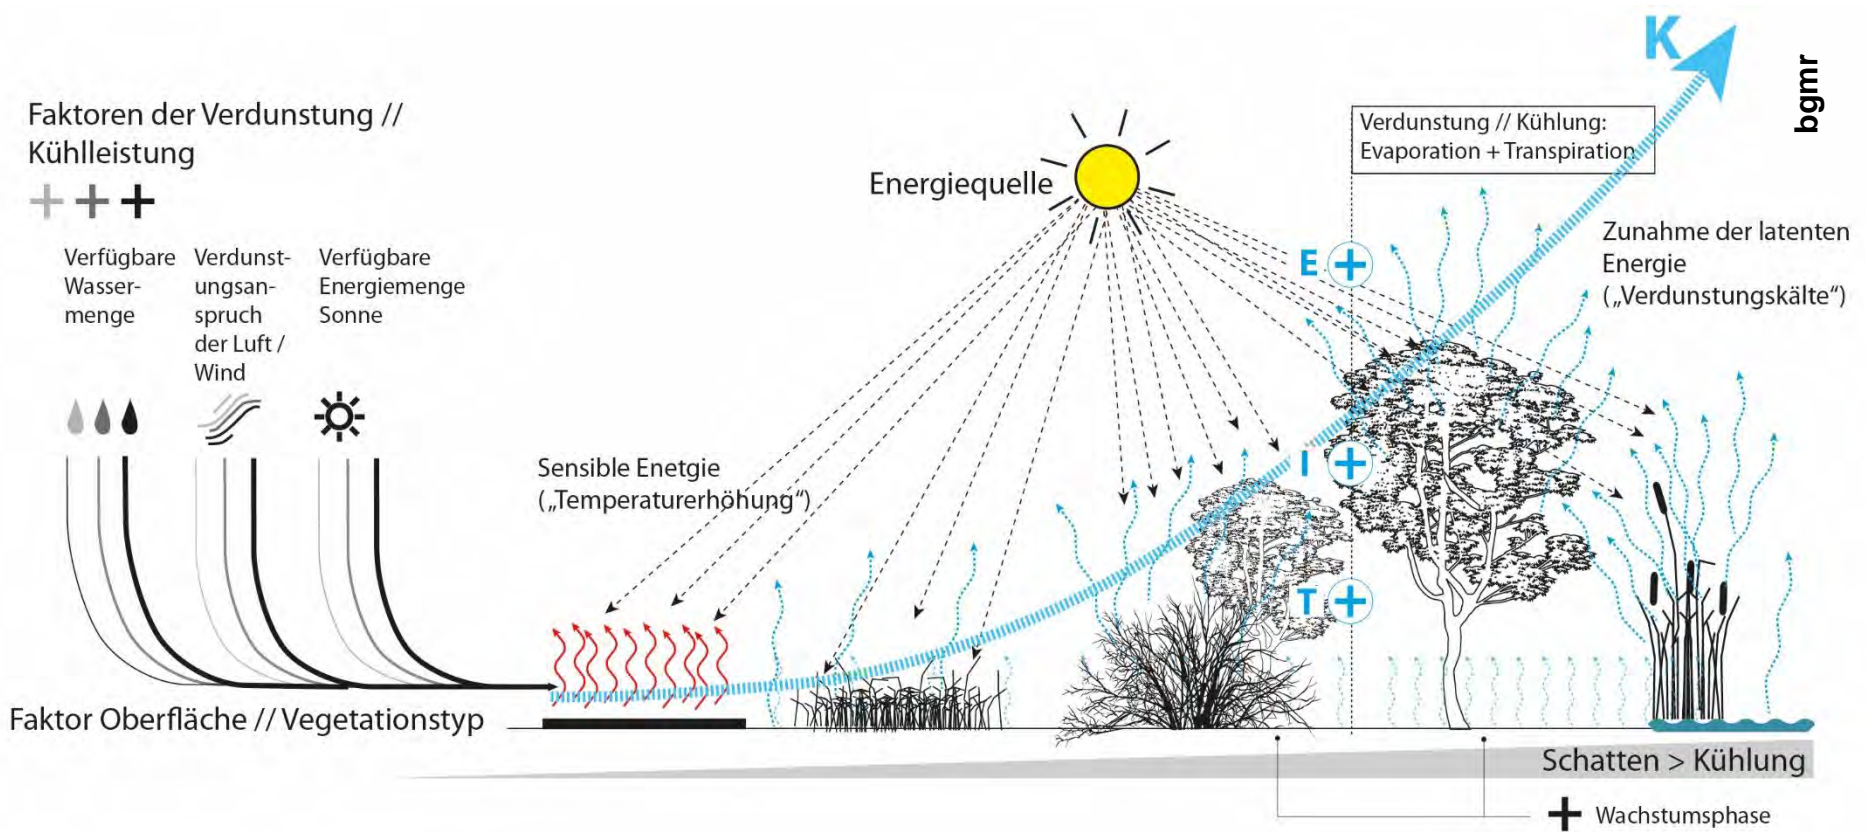 K
bgmr
Faktoren der Verdunstung //
Kühlleistung
Verfügbare
Wasser-
menge
Verdunst-
ungsan-
spruch
der Luft /
Wind
Verfügbare
Energiemenge
Sonne
Energiequelle
Verdunstung // Kühlung:
Evaporation + Transpiration
Zunahme der latenten
Energie
(„Verdunstungskälte“)
E +
I +
T +
Sensible Enetgie
(„Temperaturerhöhung“)
Faktor Oberfläche // Vegetationstyp
Schatten > Kühlung
+ Wachstumsphase